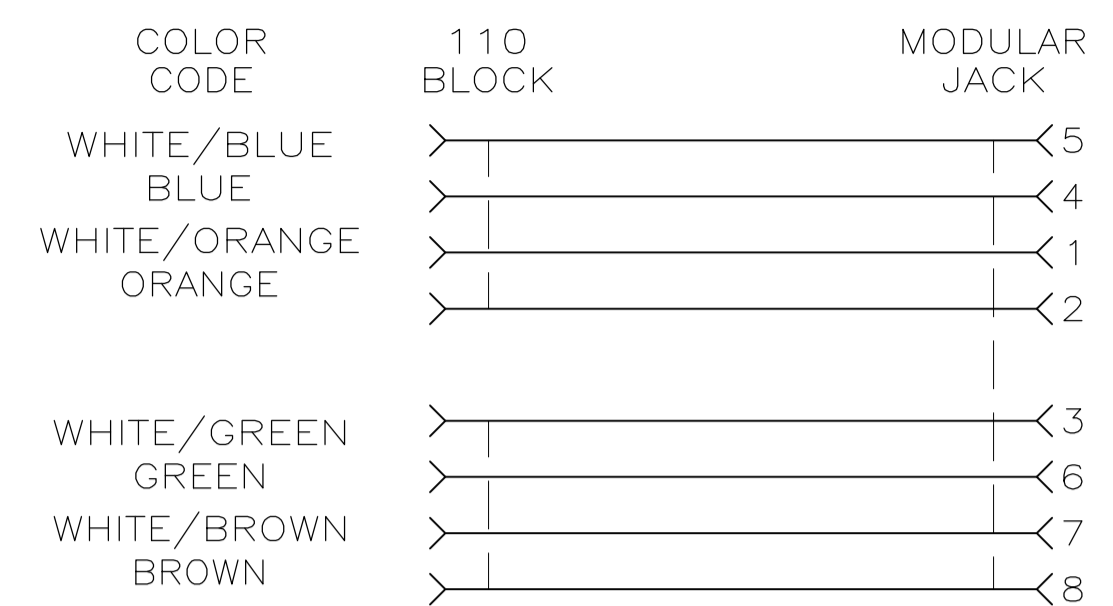 COLOR 110 MODULAR
CODE BLOCK JACK
WHITE/BLUE 5
BLUE 4
WHITE/ORANGE 1
ORANGE 2
WHITE/GREEN 3
GREEN 6
WHITE/BROWN 7
BROWN 8